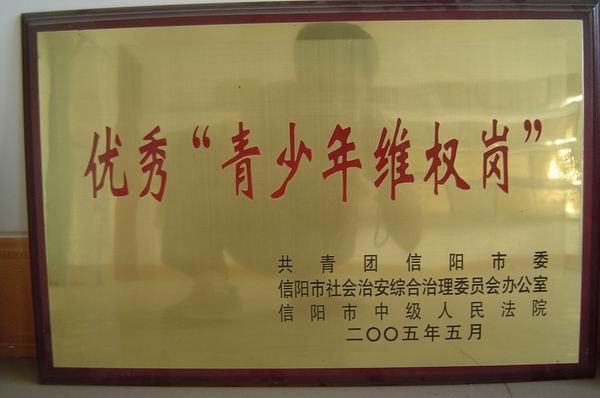 优秀“青少年维权岗”
共青团信阳市委
信阳市社会治安综合治理委员会办公室
信阳市中级人民法院
二〇〇五年五月